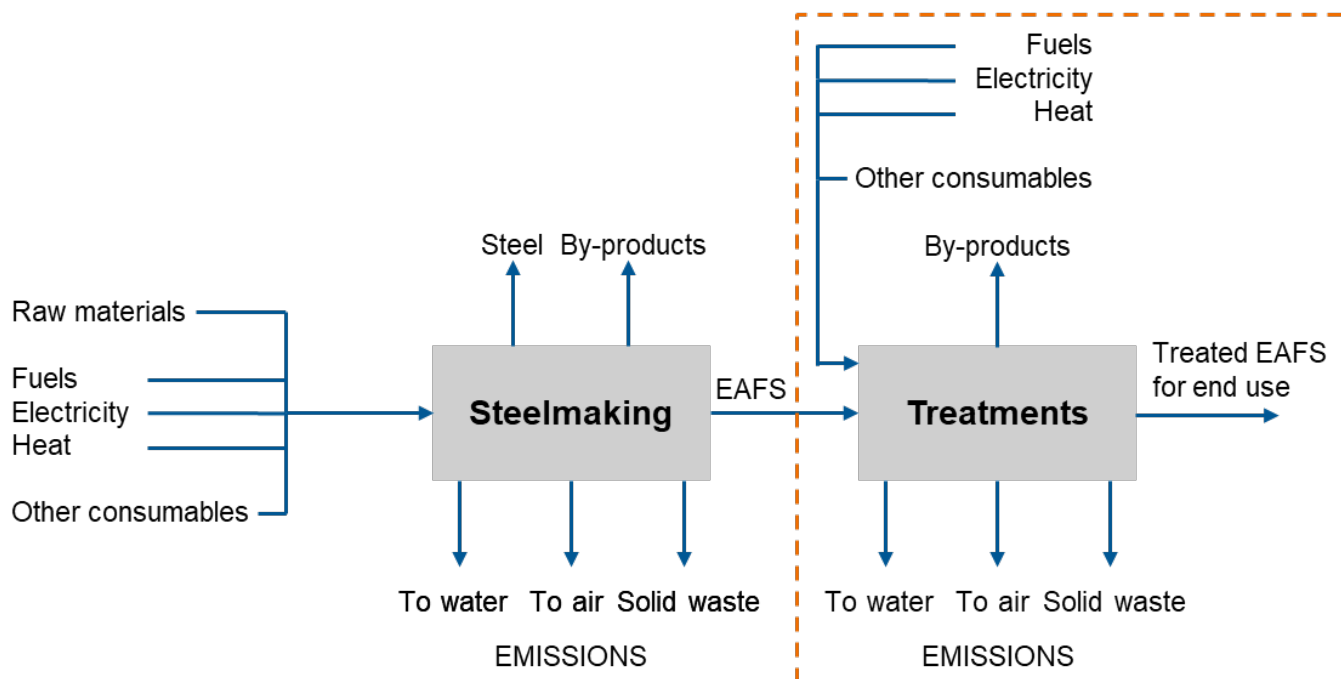 Fuels
Electricity
Heat
Other consumables
Steel By-products
By-products
Raw materials
Fuels
Electricity
Heat
Other consumables
Steelmaking
EAFS
Treatments
Treated EAFS
for end use
To water To air Solid waste
EMISSIONS
To water To air Solid waste
EMISSIONS